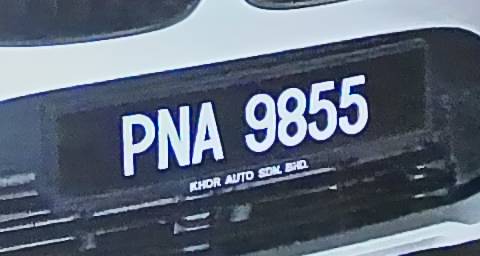 PNA 9855
KHOR AUTO SDN. BHD.